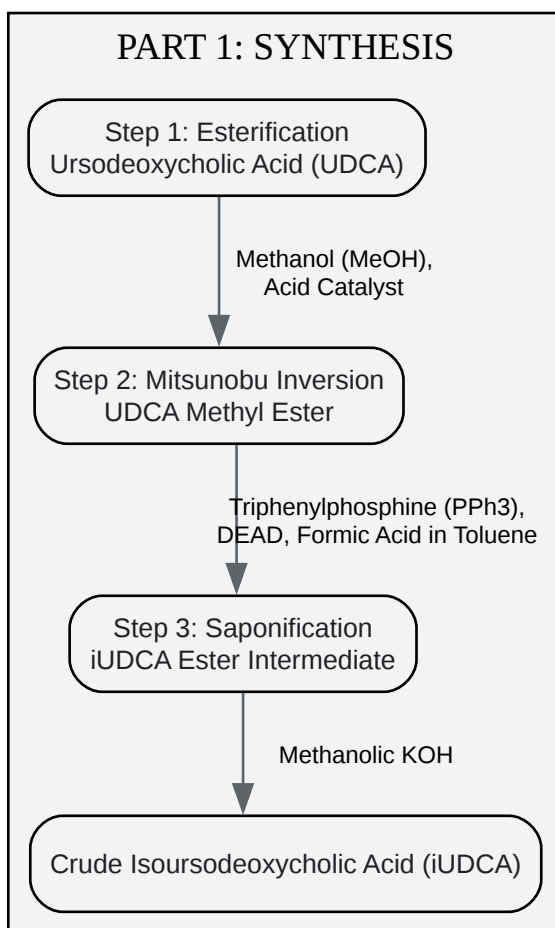 PART 1: SYNTHESIS
Step 1: Esterification
Ursodeoxycholic Acid (UDCA)
Methanol (MeOH),
Acid Catalyst
Step 2: Mitsunobu Inversion
UDCA Methyl Ester
Triphenylphosphine (PPh3),
DEAD, Formic Acid in Toluene
Step 3: Saponification
iUDCA Ester Intermediate
Methanolic KOH
Crude Isoursodeoxycholic Acid (iUDCA)